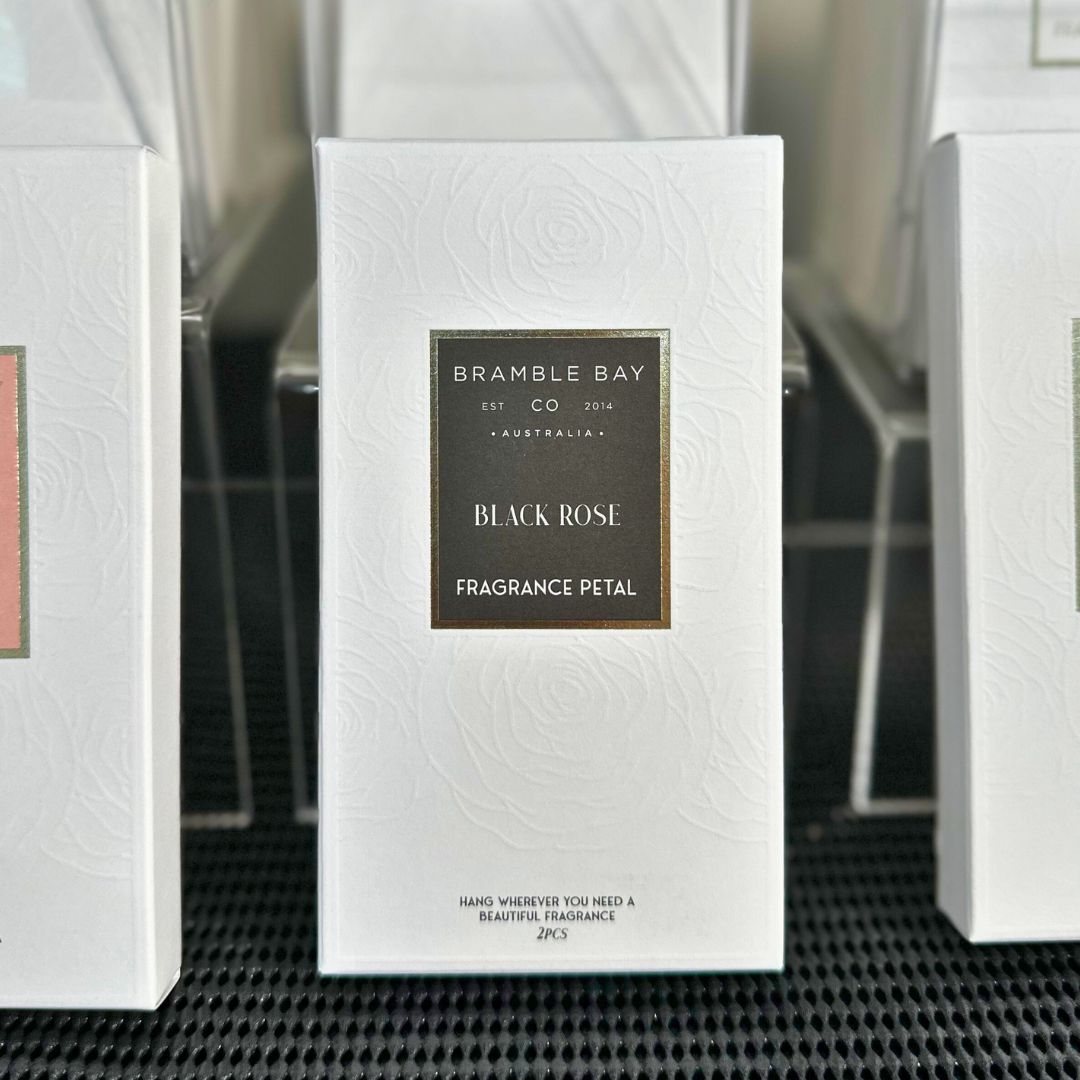 BRAMBLE BAY
EST CO 2014
• AUSTRALIA •
BLACK ROSE
FRAGRANCE PETAL
HANG WHEREVER YOU NEED A
BEAUTIFUL FRAGRANCE
2PCS